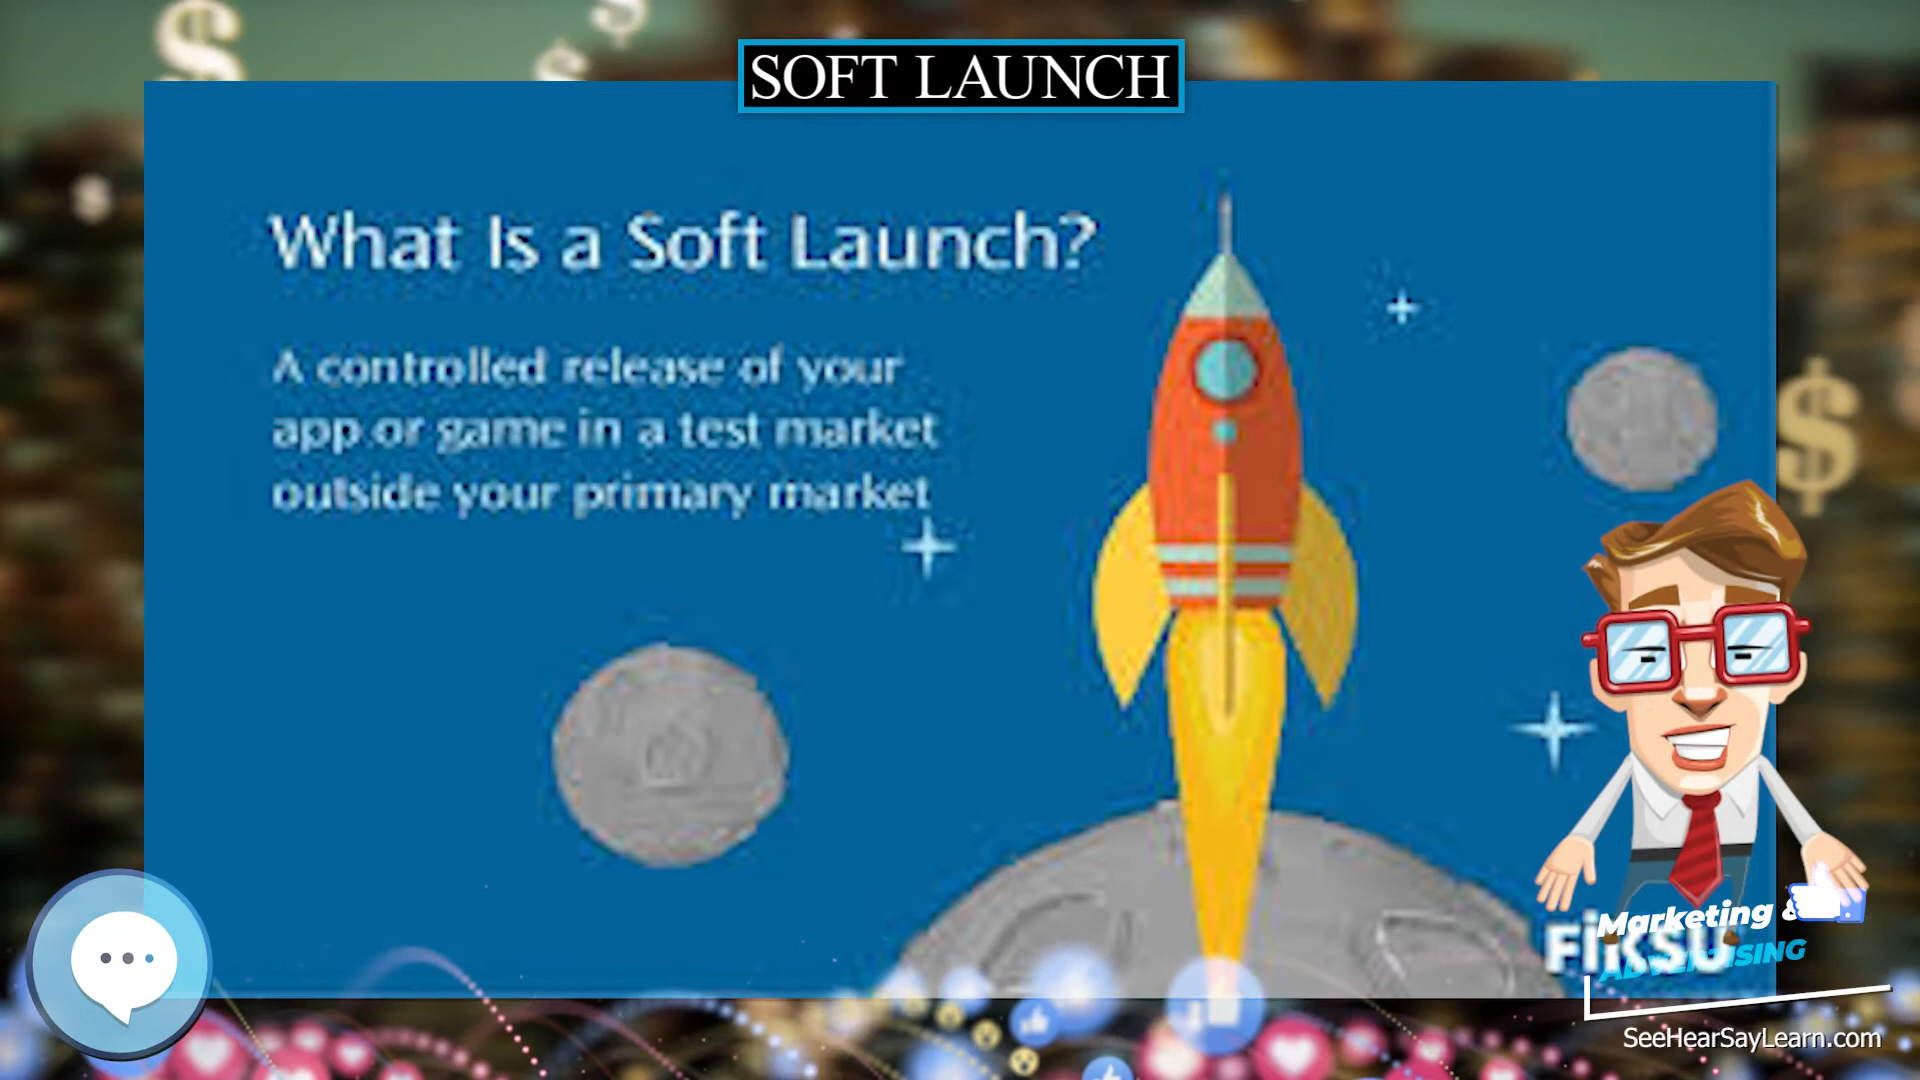 SOFT LAUNCH
What Is a Soft Launch?
A controlled release of your
app or game in a test market
outside your primary market
Marketing &
ADVERTISING
FiKSU
SeeHearSayLearn.com